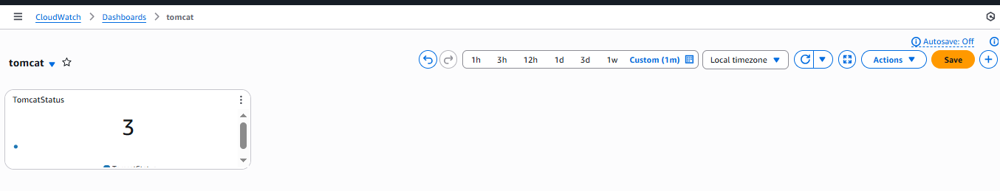 CloudWatch > Dashboards > tomcat
Autosave: Off
tomcat 1h 3h 12h 1d 3d 1w Custom (1m) Local timezone Actions Save
TomcatStatus
3